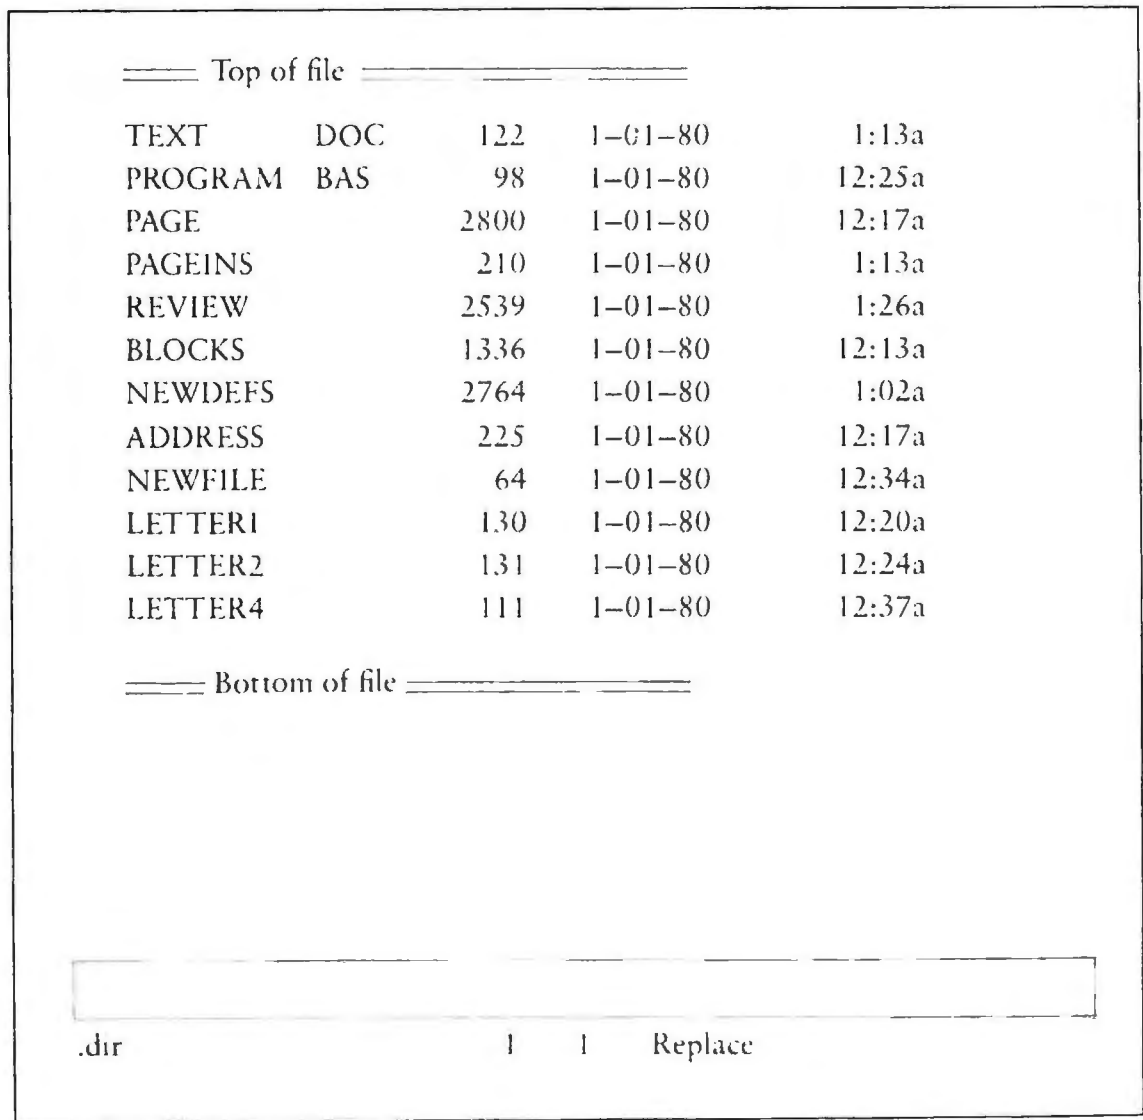 Top of file
TEXT DOC 122 1-01-80 1:13a
PROGRAM BAS 98 1-01-80 12:25a
PAGE 2800 1-01-80 12:17a
PAGEINS 210 1-01-80 1:13a
REVIEW 2539 1-01-80 1:26a
BLOCKS 1336 1-01-80 12:13a
NEWDEFS 2764 1-01-80 1:02a
ADDRESS 225 1-01-80 12:17a
NEWFILE 64 1-01-80 12:34a
LETTER1 130 1-01-80 12:20a
LETTER2 131 1-01-80 12:24a
LETTER4 111 1-01-80 12:37a
Bottom of file
.dir 1 1 Replace